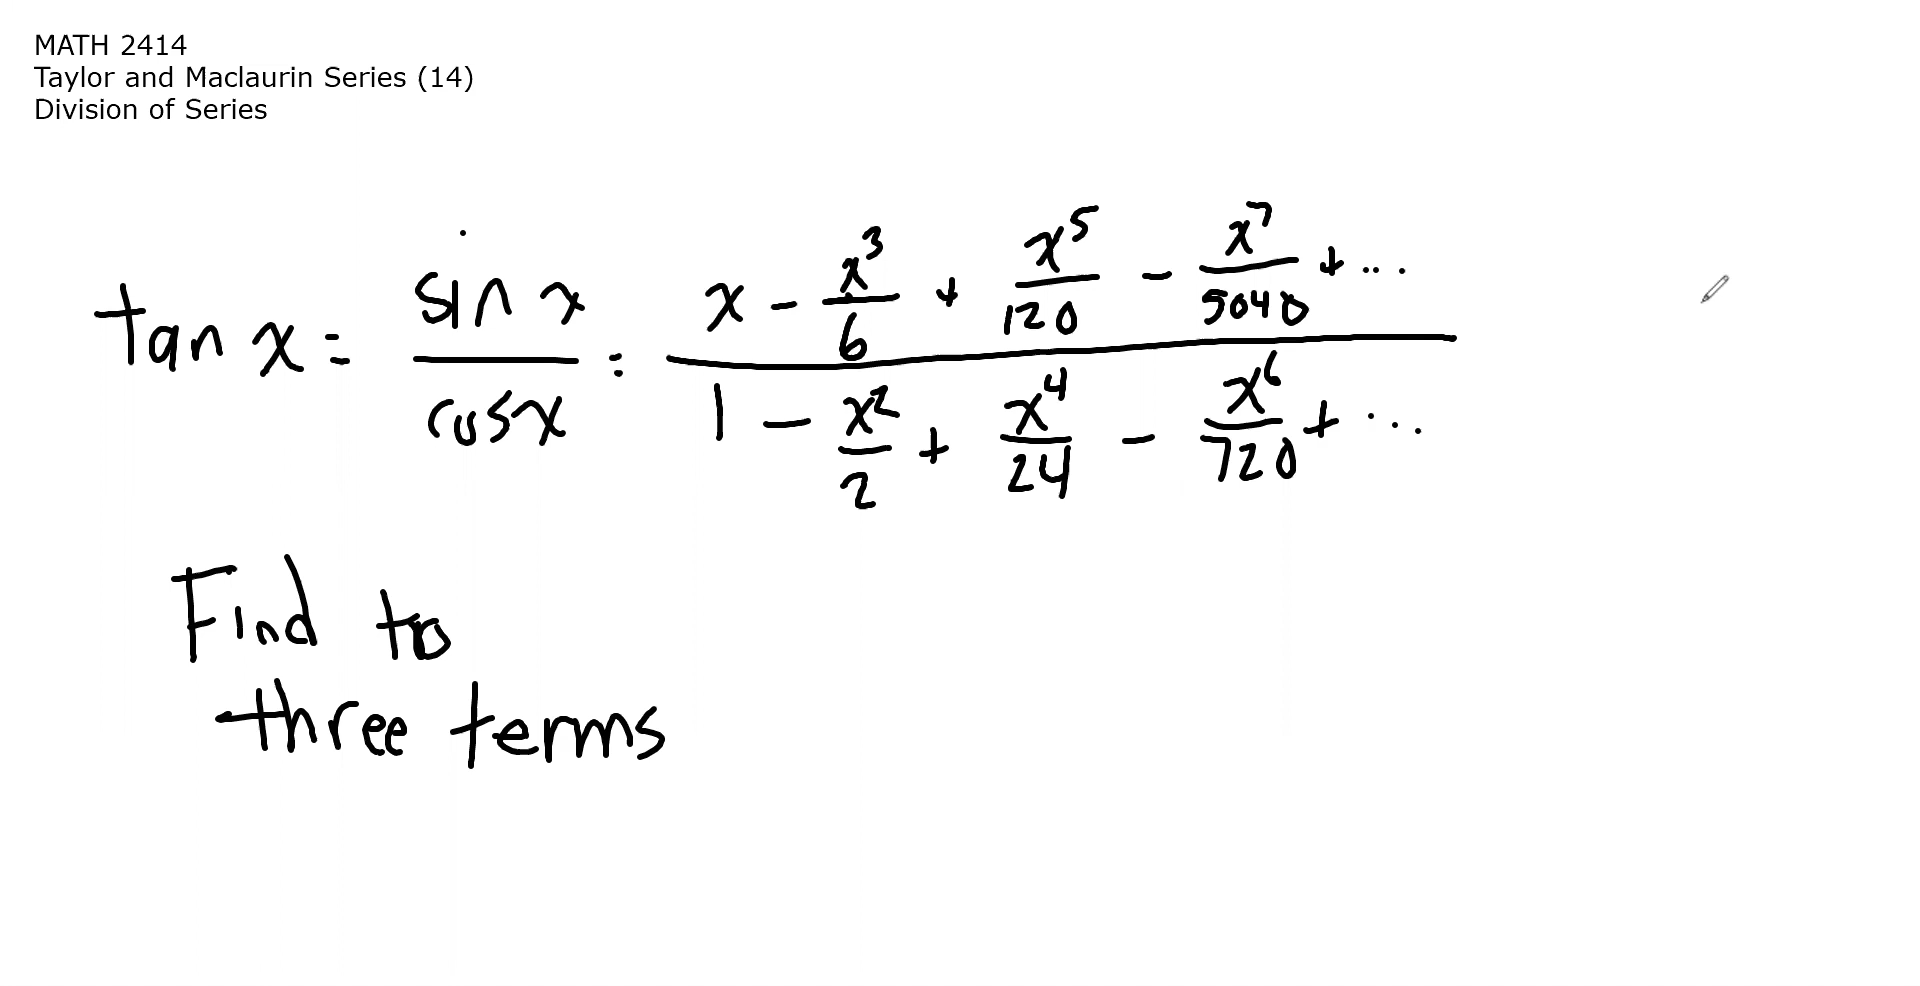 MATH 2414
Taylor and Maclaurin Series (14)
Division of Series
tan x = sin x / cos x = (x - x^3/6 + x^5/120 - x^7/5040 + ...) / (1 - x^2/2 + x^4/24 - x^6/720 + ...)
Find to
three terms